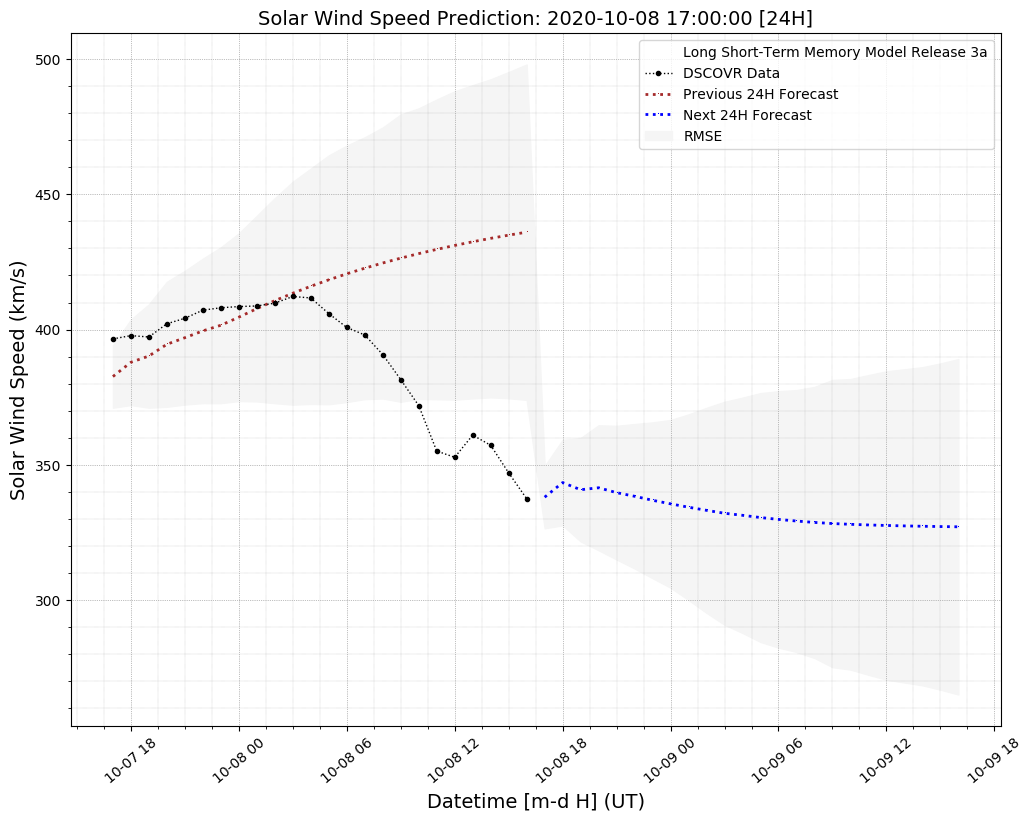 Solar Wind Speed Prediction: 2020-10-08 17:00:00 [24H]
Long Short-Term Memory Model Release 3a
DSCOVR Data
Previous 24H Forecast
Next 24H Forecast
RMSE
Solar Wind Speed (km/s)
500
450
400
350
300
10-07 18
10-08 00
10-08 06
10-08 12
10-08 18
10-09 00
10-09 06
10-09 12
10-09 18
Datetime [m-d H] (UT)